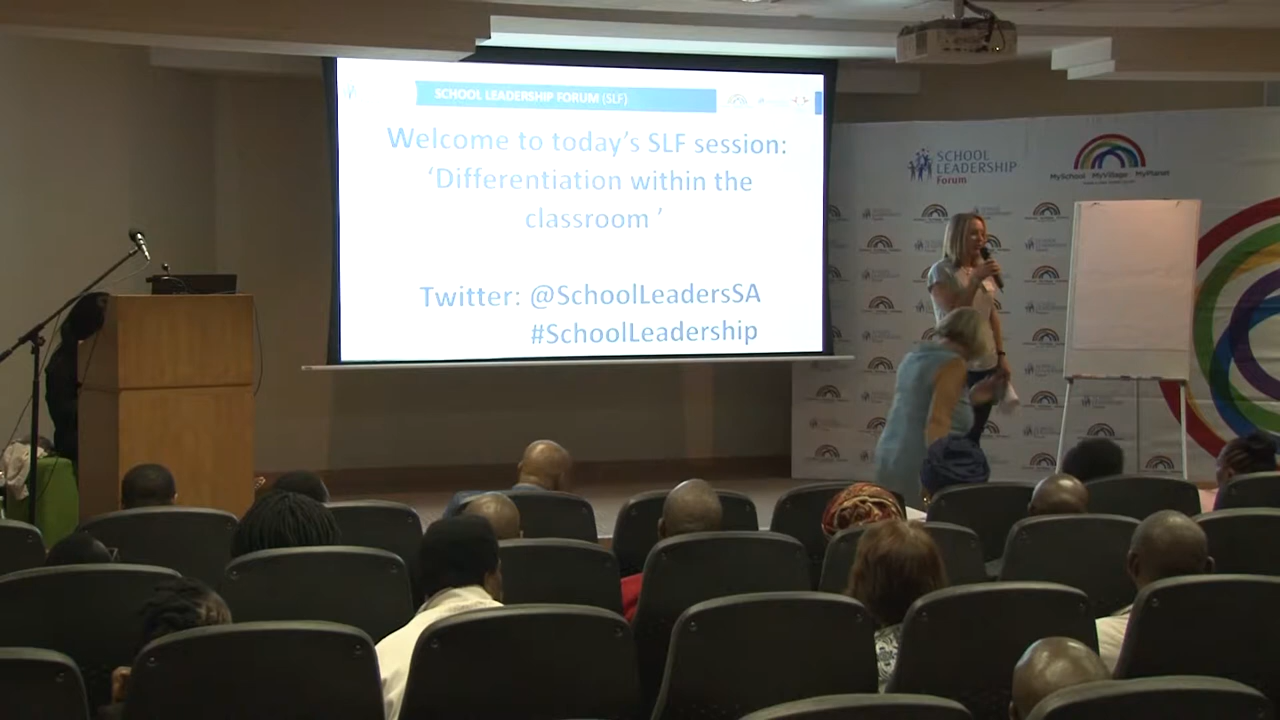 SCHOOL LEADERSHIP FORUM (SLF)
Welcome to today's SLF session:
‘Differentiation within the
classroom ’
Twitter: @SchoolLeadersSA
#SchoolLeadership
SCHOOL
LEADERSHIP
Forum
MySchool MyVillage MyPlanet